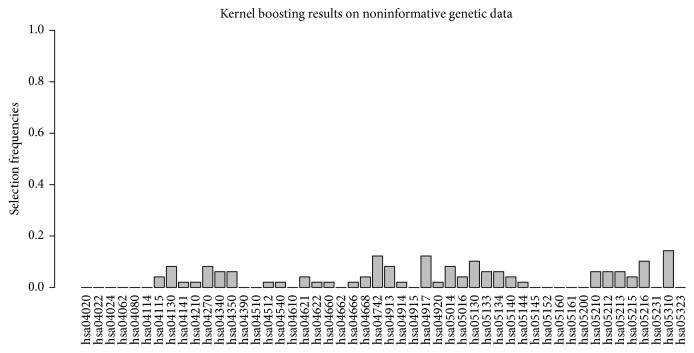 Kernel boosting results on noninformative genetic data
1.0
0.8
0.6
0.4
0.2
0.0
Selection frequencies
hsa04020
hsa04022
hsa04024
hsa04062
hsa04080
hsa04114
hsa04115
hsa04130
hsa04141
hsa04210
hsa04270
hsa04340
hsa04350
hsa04390
hsa04510
hsa04512
hsa04540
hsa04610
hsa04621
hsa04622
hsa04660
hsa04662
hsa04666
hsa04668
hsa04742
hsa04913
hsa04914
hsa04915
hsa04917
hsa04920
hsa05014
hsa05016
hsa05130
hsa05133
hsa05134
hsa05140
hsa05144
hsa05145
hsa05152
hsa05160
hsa05161
hsa05200
hsa05210
hsa05212
hsa05213
hsa05215
hsa05216
hsa05231
hsa05310
hsa05323